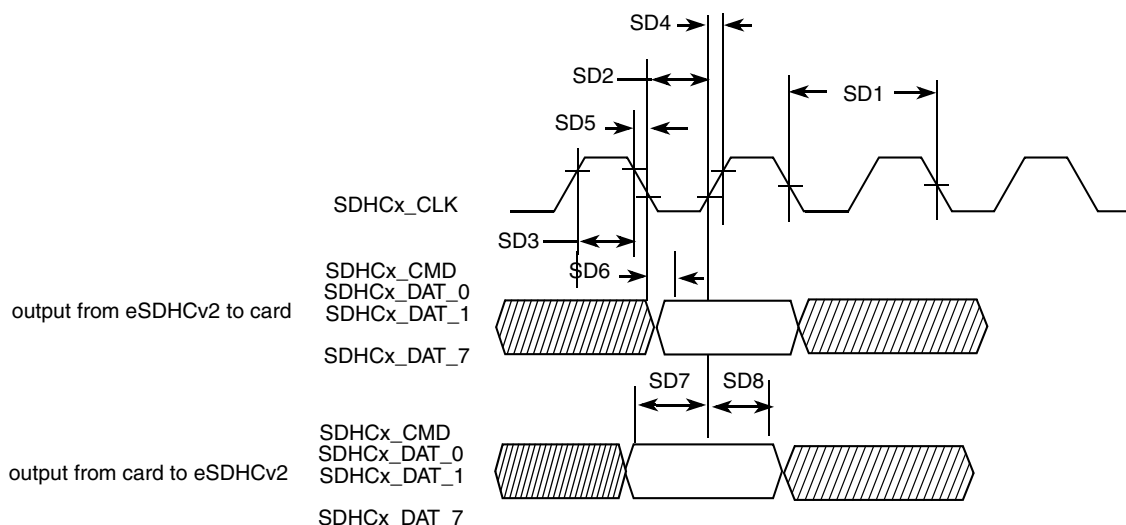 SD4
SD2
SD1
SD5
SDHCx_CLK
SD3
SD6
SDHCx_CMD
SDHCx_DAT_0
output from eSDHCv2 to card
SDHCx_DAT_1
SDHCx_DAT_7
SD7
SD8
SDHCx_CMD
SDHCx_DAT_0
output from card to eSDHCv2
SDHCx_DAT_1
SDHCx_DAT_7